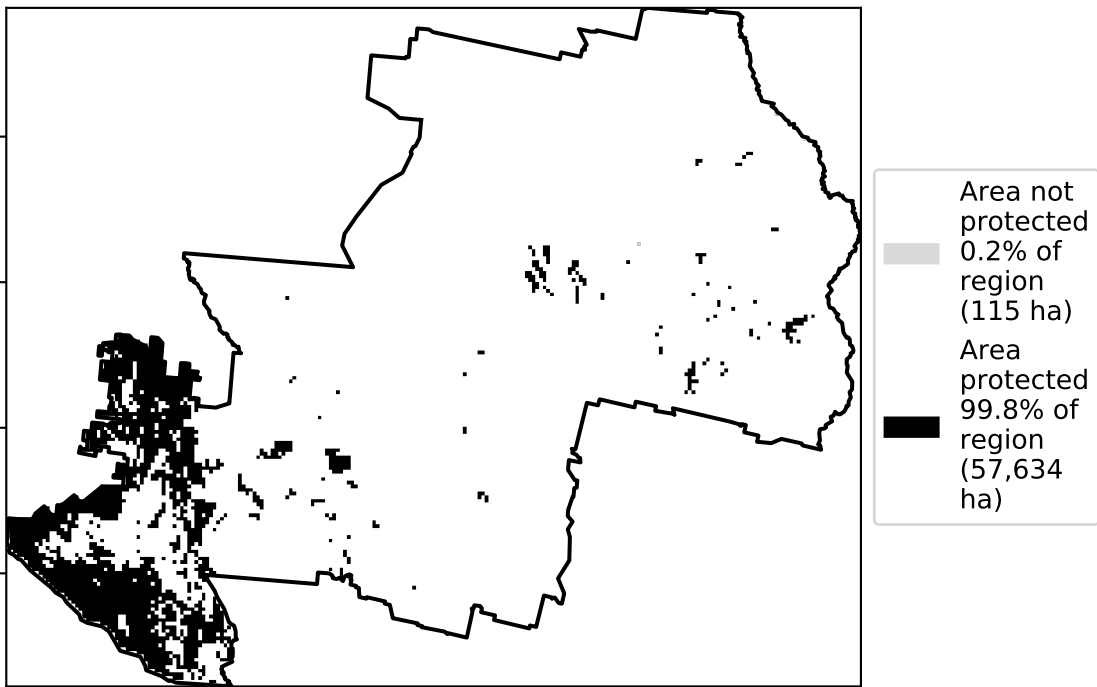 Area not
protected
0.2% of
region
(115 ha)
Area
protected
99.8% of
region
(57,634
ha)